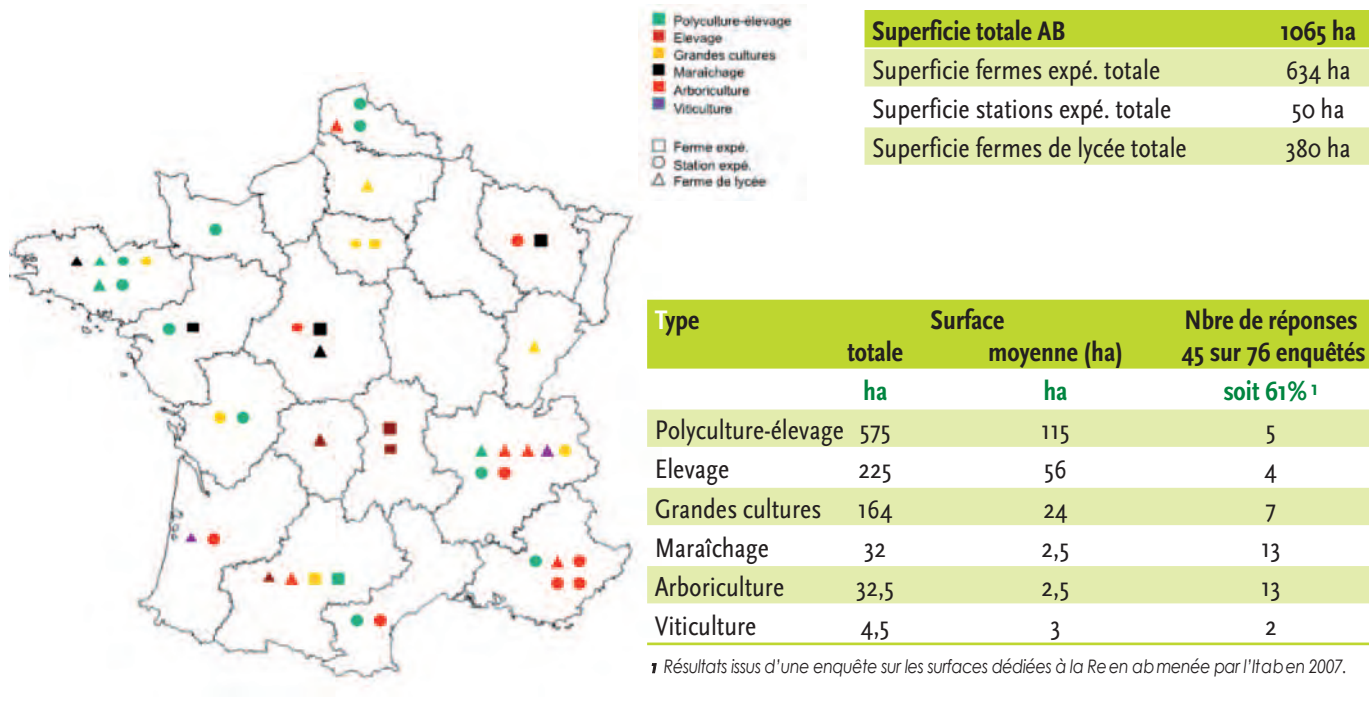 Polyculture-élevage
Elevage
Grandes cultures
Maraîchage
Arboriculture
Viticulture
Ferme expé.
Station expé.
Ferme de lycée
Superficie totale AB 1065 ha
Superficie fermes expé. totale 634 ha
Superficie stations expé. totale 50 ha
Superficie fermes de lycée totale 380 ha
Type Surface Nbre de réponses
totale moyenne (ha) 45 sur 76 enquêtés
ha ha soit 61% 1
Polyculture-élevage 575 115 5
Elevage 225 56 4
Grandes cultures 164 24 7
Maraîchage 32 2,5 13
Arboriculture 32,5 2,5 13
Viticulture 4,5 3 2
1 Résultats issus d'une enquête sur les surfaces dédiées à la Re en ab menée par l'Itab en 2007.